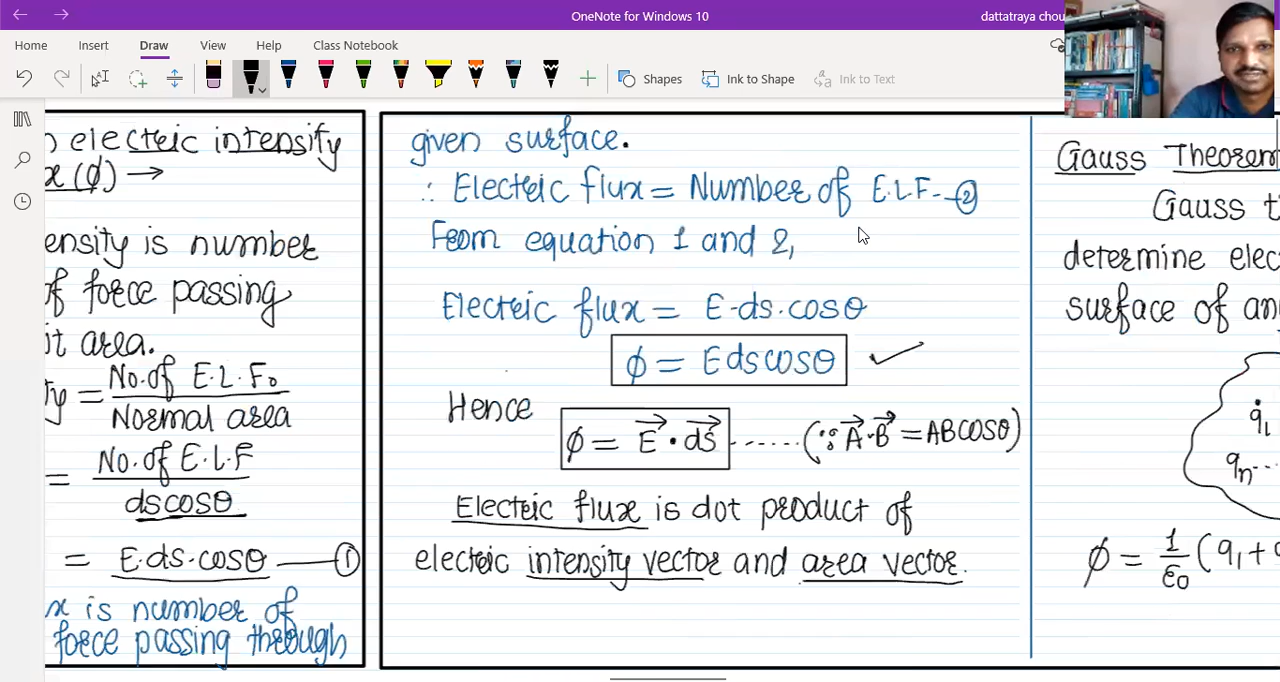 OneNote for Windows 10
dattatraya chou
Home Insert Draw View Help Class Notebook
Shapes Ink to Shape Ink to Text
electric intensity
(ϕ) →
ensity is number
of force passing
it area.
ty = No. of E.L.F.
Normal area
= No. of E.L.F
dscosθ
= E·ds·cosθ —— ①
x is number of
force passing through
given surface.
∴ Electric flux = Number of E.L.F. —②
From equation 1 and 2,
Electric flux = E·ds·cosθ
ϕ = Edscosθ ✓
Hence
ϕ = E⃗ · ds⃗ ...... (∵ A⃗·B⃗ = ABCOSθ)
Electric flux is dot product of
electric intensity vector and area vector.
Gauss Theorem
Gauss t
determine elec
surface of an
q₁
qn...
ϕ = 1/ε₀ (q₁+